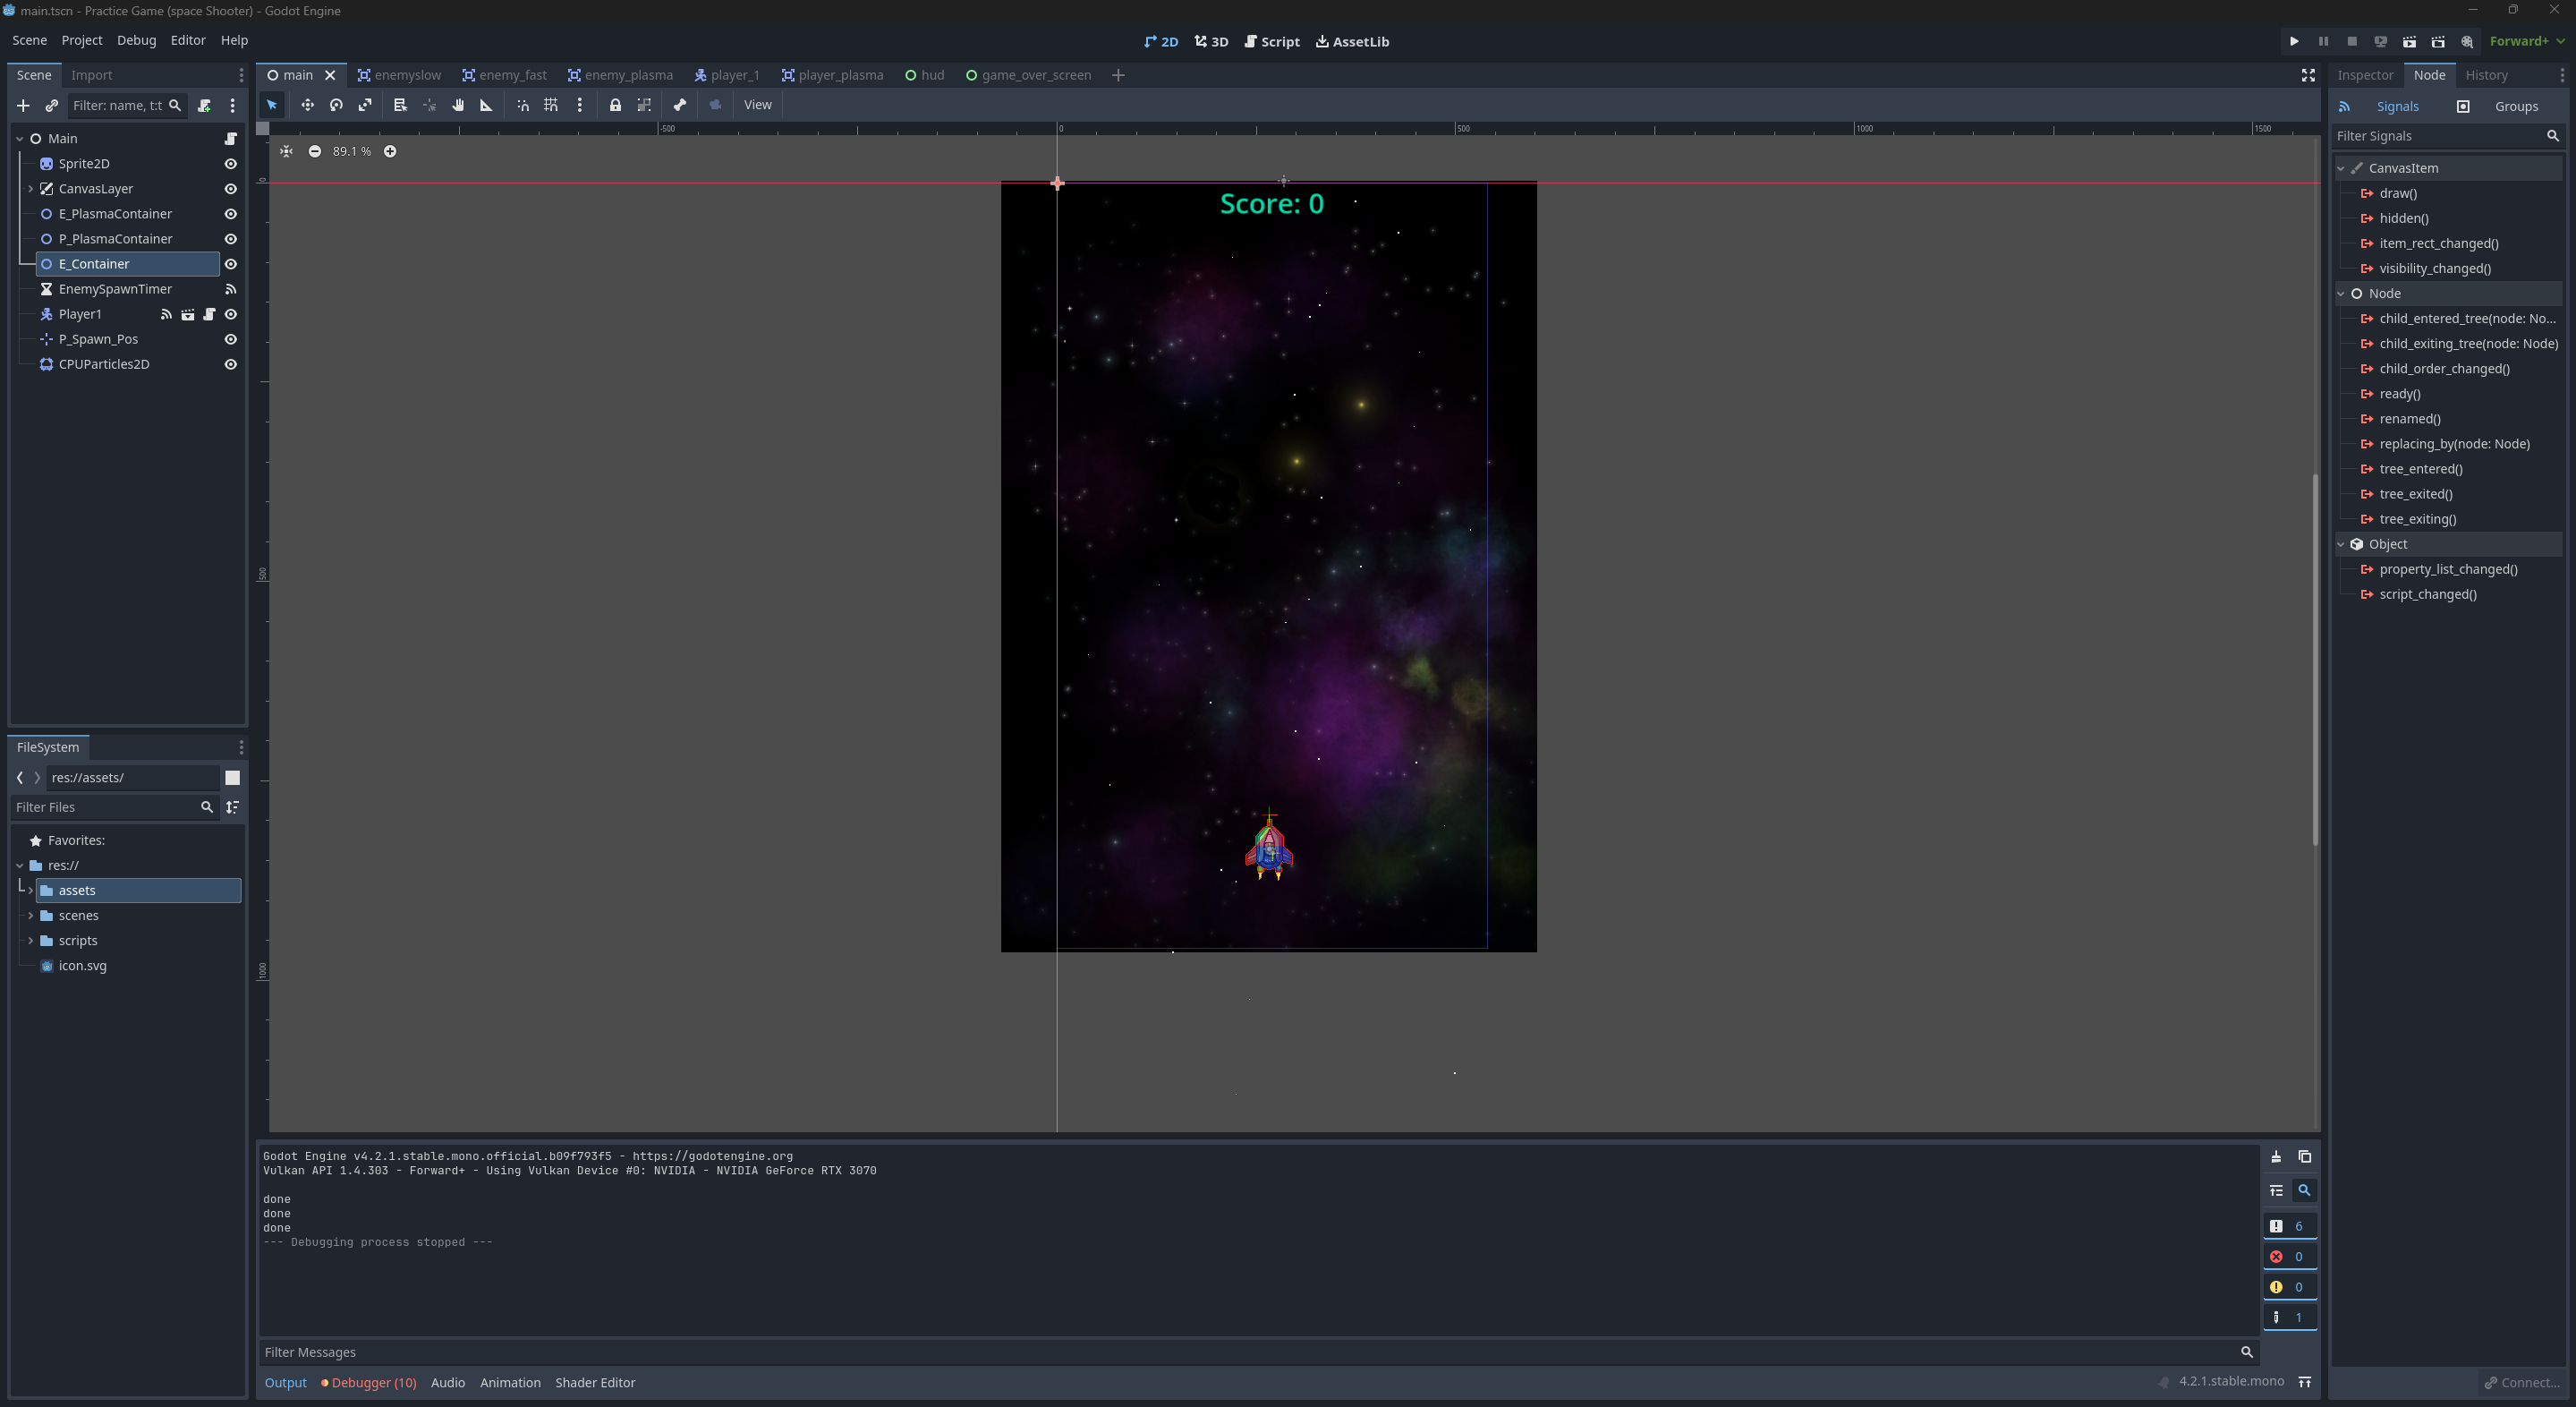 main.tscn - Practice Game (space Shooter) - Godot Engine
Scene Project Debug Editor Help
2D 3D Script AssetLib
Forward+
Scene Import
main enemyslow enemy_fast enemy_plasma player_1 player_plasma hud game_over_screen
Inspector Node History
Filter: name, t:t
View
Signals Groups
Filter Signals
-500 0 500 1000 1500
89.1 %
0
500
1000
Main
Sprite2D
CanvasLayer
E_PlasmaContainer
P_PlasmaContainer
E_Container
EnemySpawnTimer
Player1
P_Spawn_Pos
CPUParticles2D
Score: 0
CanvasItem
draw()
hidden()
item_rect_changed()
visibility_changed()
Node
child_entered_tree(node: No...
child_exiting_tree(node: Node)
child_order_changed()
ready()
renamed()
replacing_by(node: Node)
tree_entered()
tree_exited()
tree_exiting()
Object
property_list_changed()
script_changed()
FileSystem
res://assets/
Filter Files
Favorites:
res://
assets
scenes
scripts
icon.svg
Godot Engine v4.2.1.stable.mono.official.b09f793f5 - https://godotengine.org
Vulkan API 1.4.303 - Forward+ - Using Vulkan Device #0: NVIDIA - NVIDIA GeForce RTX 3070
done
done
done
--- Debugging process stopped ---
6
0
0
1
Filter Messages
Output Debugger (10) Audio Animation Shader Editor
4.2.1.stable.mono
Connect...